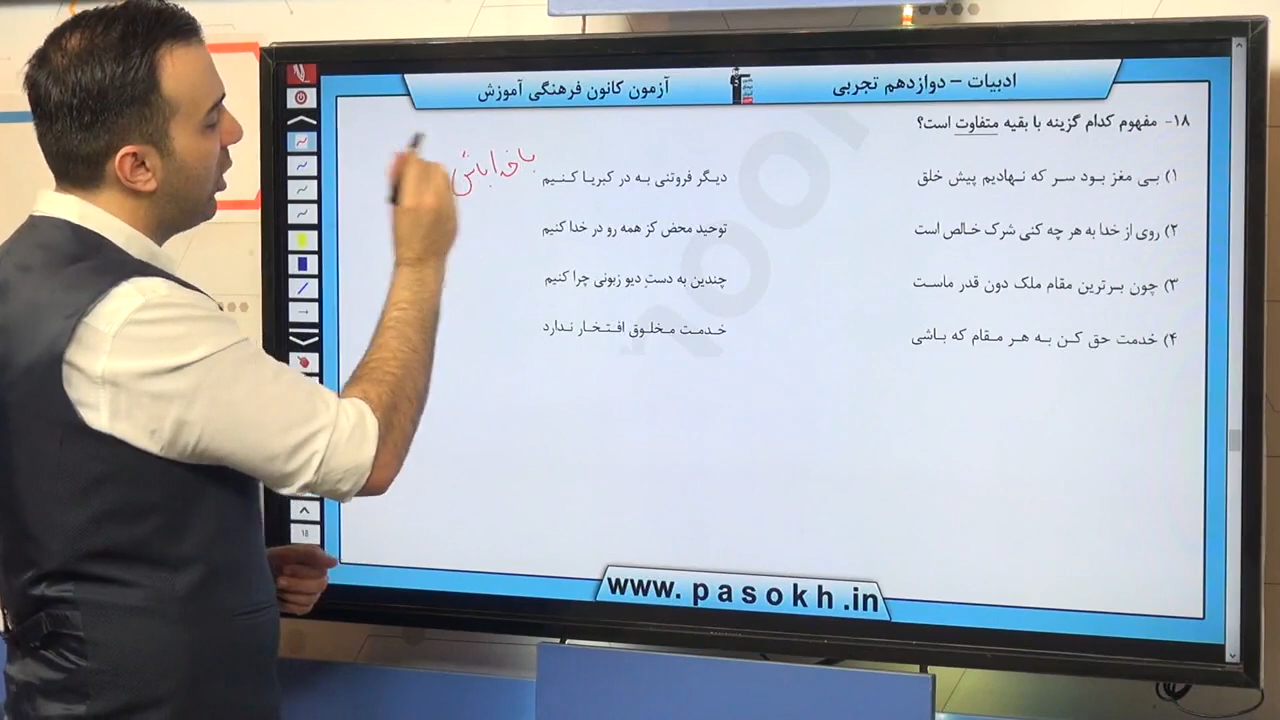 ادبیات – دوازدهم تجربی
آزمون کانون فرهنگی آموزش
۱۸- مفهوم کدام گزینه با بقیه متفاوت است؟
۱) بی مغز بود سر که نهادیم پیش خلق دیگر فروتنی به در کبریا کنیم
با خدا باش
۲) روی از خدا به هر چه کنی شرک خالص است توحید محض کز همه رو در خدا کنیم
۳) چون برترین مقام ملک دون قدر ماست چندین به دستِ دیو زبونی چرا کنیم
۴) خدمت حق کن به هر مقام که باشی خدمت مخلوق افتخار ندارد
18
www.pasokh.in